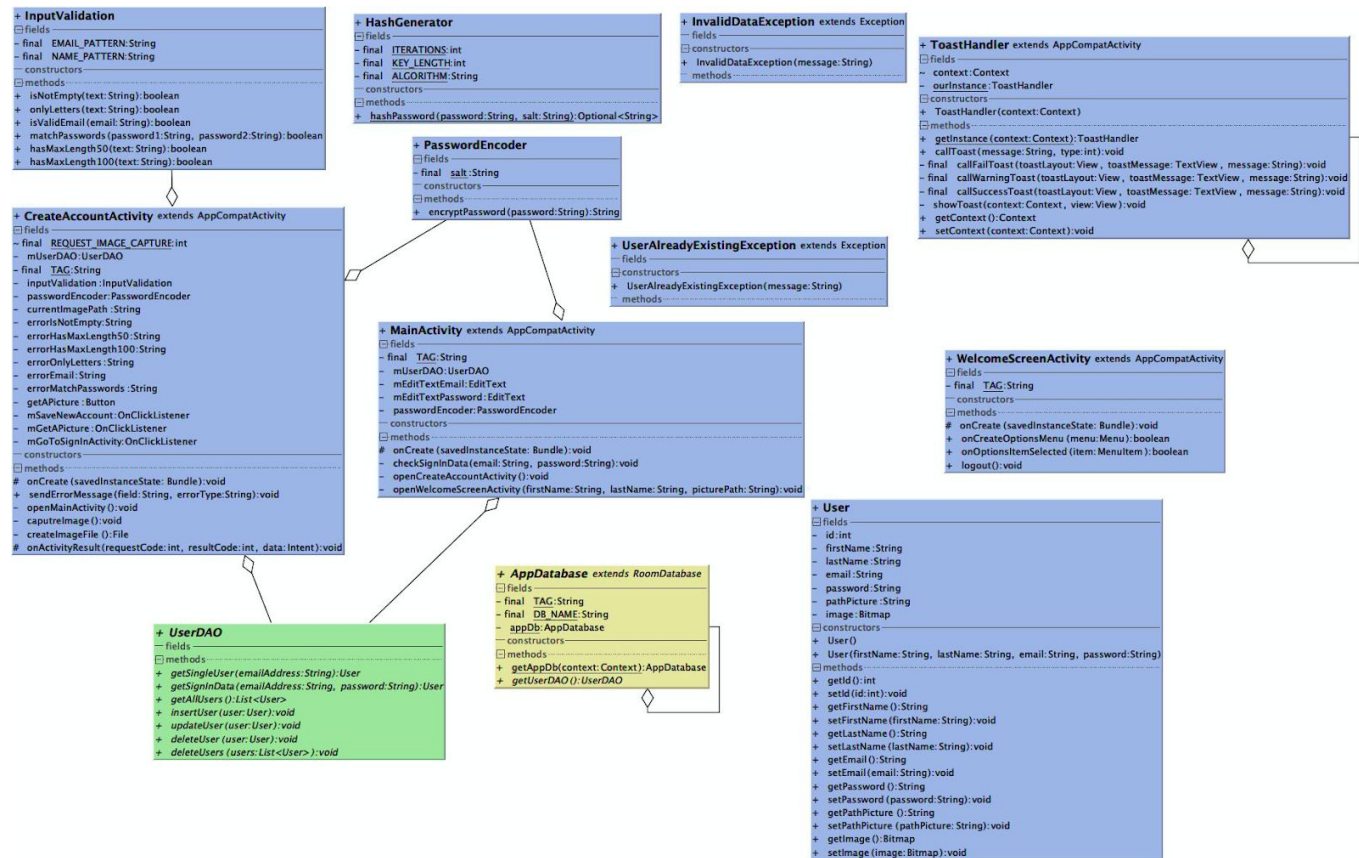 + InputValidation
fields
- final EMAIL_PATTERN:String
- final NAME_PATTERN:String
constructors
methods
+ isNotEmpty(text:String):boolean
+ onlyLetters(text:String):boolean
+ isValidEmail(email:String):boolean
+ matchPasswords(password1:String, password2:String):boolean
+ hasMaxLength50(text:String):boolean
+ hasMaxLength100(text:String):boolean
+ HashGenerator
fields
- final ITERATIONS:int
- final KEY_LENGTH:int
- final ALGORITHM:String
constructors
methods
+ hashPassword(password:String, salt:String):Optional<String>
+ InvalidDataException extends Exception
fields
constructors
+ InvalidDataException(message:String)
methods
+ ToastHandler extends AppCompatActivity
fields
~ context:Context
- ourInstance:ToastHandler
constructors
+ ToastHandler(context:Context)
methods
+ getInstance(context:Context):ToastHandler
+ callToast(message:String, type:int):void
- final callFailToast(toastLayout:View, toastMessage:TextView, message:String):void
- final callWarningToast(toastLayout:View, toastMessage:TextView, message:String):void
- final callSuccessToast(toastLayout:View, toastMessage:TextView, message:String):void
- showToast(context:Context, view:View):void
+ getContext():Context
+ setContext(context:Context):void
+ PasswordEncoder
fields
- final salt:String
constructors
methods
+ encryptPassword(password:String):String
+ CreateAccountActivity extends AppCompatActivity
fields
~ final REQUEST_IMAGE_CAPTURE:int
- mUserDAO:UserDAO
- final TAG:String
- inputValidation:InputValidation
- passwordEncoder:PasswordEncoder
- currentImagePath:String
- errorIsNotEmpty:String
- errorHasMaxLength50:String
- errorHasMaxLength100:String
- errorOnlyLetters:String
- errorEmail:String
- errorMatchPasswords:String
- getAPicture:Button
- mSaveNewAccount:OnClickListener
- mGetAPicture:OnClickListener
- mGoToSignInActivity:OnClickListener
constructors
methods
# onCreate(savedInstanceState:Bundle):void
+ sendErrorMessage(field:String, errorType:String):void
- openMainActivity():void
- caputreImage():void
- createImageFile():File
# onActivityResult(requestCode:int, resultCode:int, data:Intent):void
+ UserAlreadyExistingException extends Exception
fields
constructors
+ UserAlreadyExistingException(message:String)
methods
+ MainActivity extends AppCompatActivity
fields
- final TAG:String
- mUserDAO:UserDAO
- mEditTextEmail:EditText
- mEditTextPassword:EditText
- passwordEncoder:PasswordEncoder
constructors
methods
# onCreate(savedInstanceState:Bundle):void
- checkSignInData(email:String, password:String):void
- openCreateAccountActivity():void
- openWelcomeScreenActivity(firstName:String, lastName:String, picturePath:String):void
+ WelcomeScreenActivity extends AppCompatActivity
fields
- final TAG:String
constructors
methods
# onCreate(savedInstanceState:Bundle):void
+ onCreateOptionsMenu(menu:Menu):boolean
+ onOptionsItemSelected(item:MenuItem):boolean
+ logout():void
+ UserDAO
fields
methods
+ getSingleUser(emailAddress:String):User
+ getSignInData(emailAddress:String, password:String):User
+ getAllUsers():List<User>
+ insertUser(user:User):void
+ updateUser(user:User):void
+ deleteUser(user:User):void
+ deleteUsers(users:List<User>):void
+ AppDatabase extends RoomDatabase
fields
- final TAG:String
- final DB_NAME:String
- appDb:AppDatabase
constructors
methods
+ getAppDb(context:Context):AppDatabase
+ getUserDAO():UserDAO
+ User
fields
- id:int
- firstName:String
- lastName:String
- email:String
- password:String
- pathPicture:String
- image:Bitmap
constructors
+ User()
+ User(firstName:String, lastName:String, email:String, password:String)
methods
+ getId():int
+ setId(id:int):void
+ getFirstName():String
+ setFirstName(firstName:String):void
+ getLastName():String
+ setLastName(lastName:String):void
+ getEmail():String
+ setEmail(email:String):void
+ getPassword():String
+ setPassword(password:String):void
+ getPathPicture():String
+ setPathPicture(pathPicture:String):void
+ getImage():Bitmap
+ setImage(image:Bitmap):void